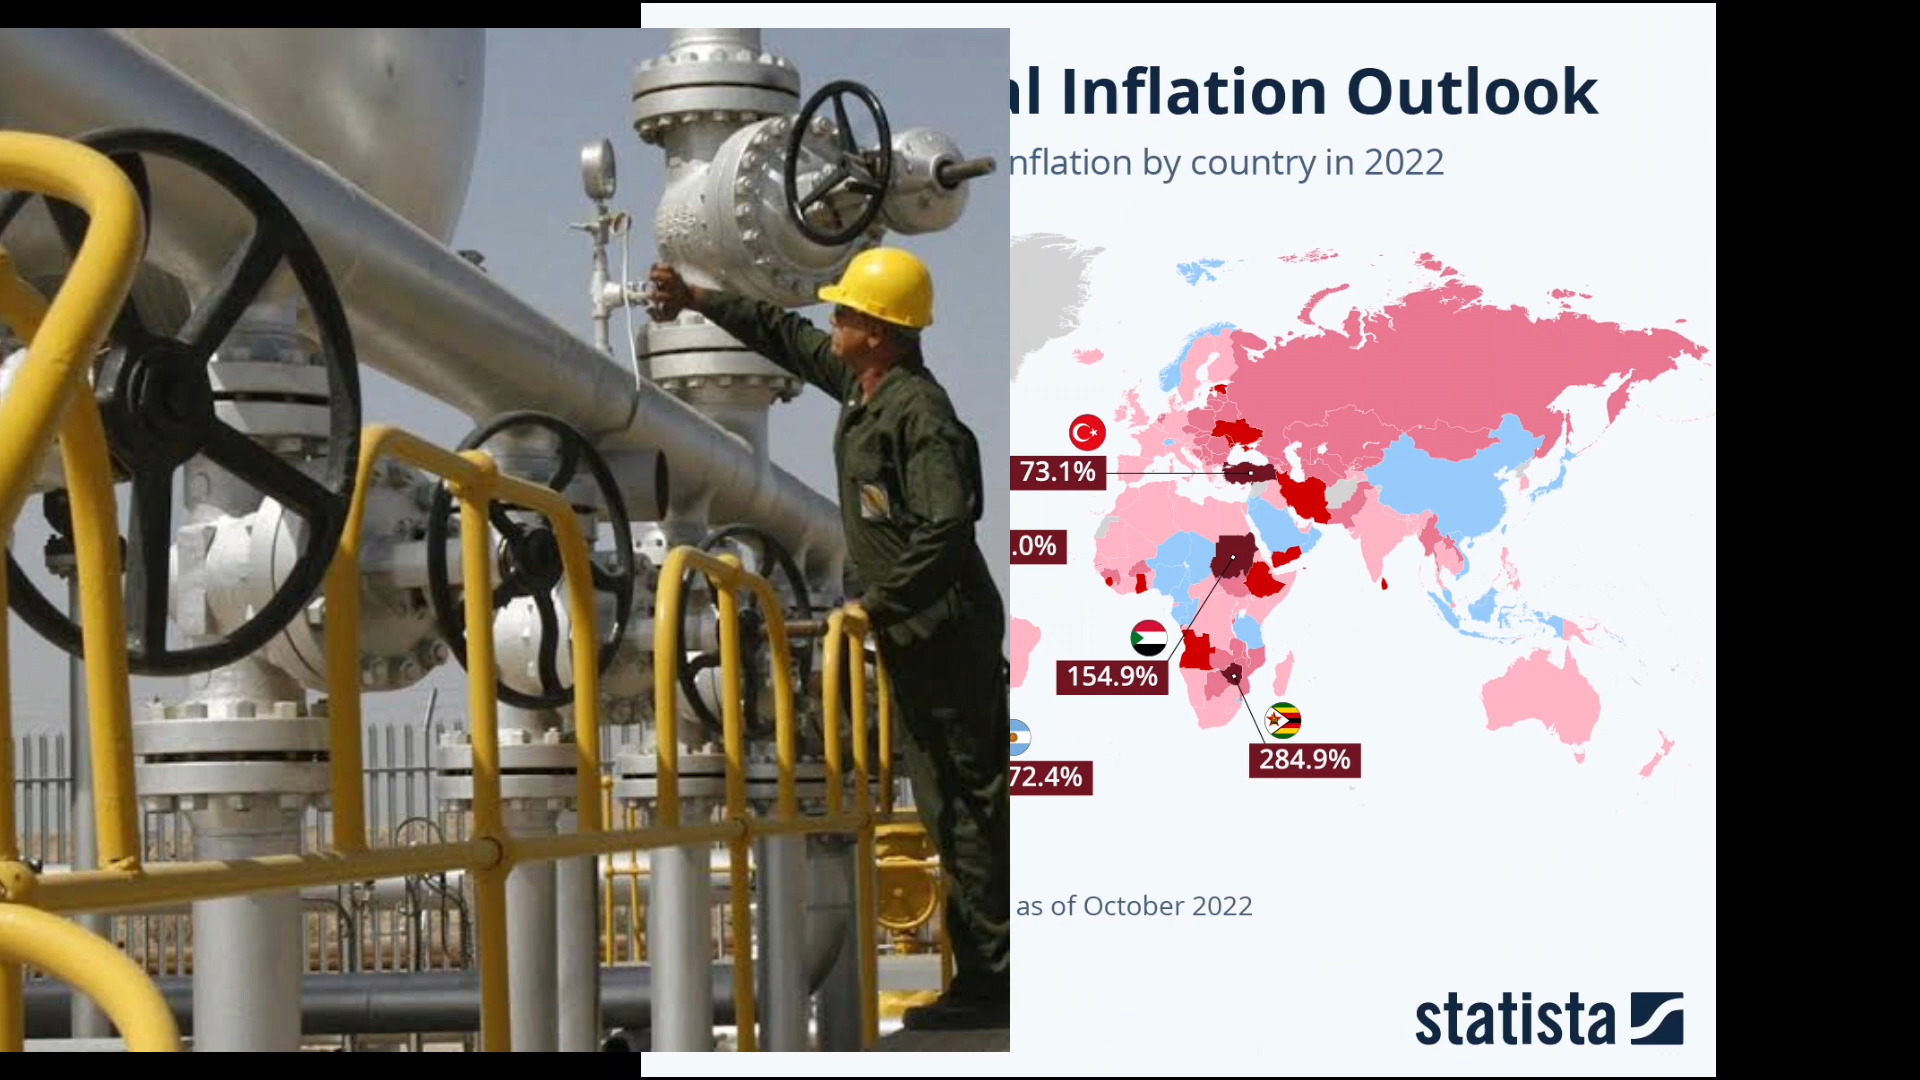 al Inflation Outlook
nflation by country in 2022
73.1%
.0%
154.9%
284.9%
72.4%
as of October 2022
statista